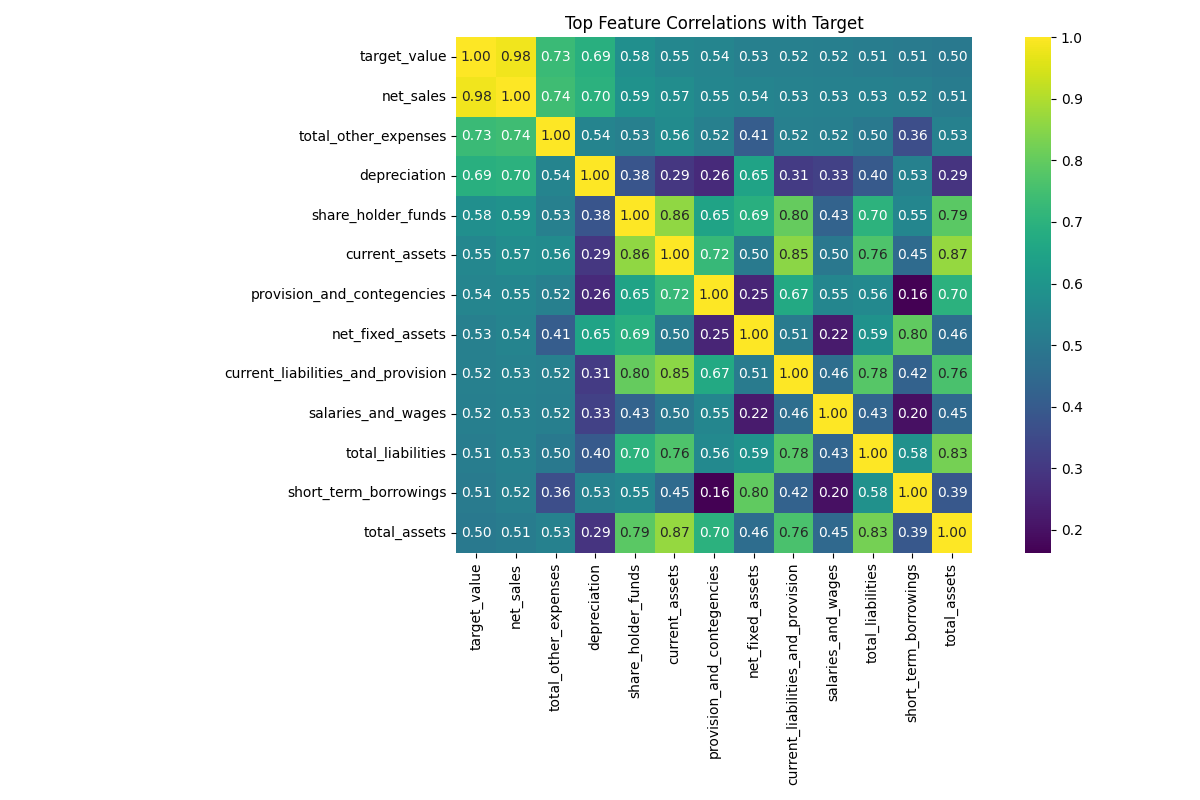 Top Feature Correlations with Target
target_value 1.00 0.98 0.73 0.69 0.58 0.55 0.54 0.53 0.52 0.52 0.51 0.51 0.50
net_sales 0.98 1.00 0.74 0.70 0.59 0.57 0.55 0.54 0.53 0.53 0.53 0.52 0.51
total_other_expenses 0.73 0.74 1.00 0.54 0.53 0.56 0.52 0.41 0.52 0.52 0.50 0.36 0.53
depreciation 0.69 0.70 0.54 1.00 0.38 0.29 0.26 0.65 0.31 0.33 0.40 0.53 0.29
share_holder_funds 0.58 0.59 0.53 0.38 1.00 0.86 0.65 0.69 0.80 0.43 0.70 0.55 0.79
current_assets 0.55 0.57 0.56 0.29 0.86 1.00 0.72 0.50 0.85 0.50 0.76 0.45 0.87
provision_and_contegencies 0.54 0.55 0.52 0.26 0.65 0.72 1.00 0.25 0.67 0.55 0.56 0.16 0.70
net_fixed_assets 0.53 0.54 0.41 0.65 0.69 0.50 0.25 1.00 0.51 0.22 0.59 0.80 0.46
current_liabilities_and_provision 0.52 0.53 0.52 0.31 0.80 0.85 0.67 0.51 1.00 0.46 0.78 0.42 0.76
salaries_and_wages 0.52 0.53 0.52 0.33 0.43 0.50 0.55 0.22 0.46 1.00 0.43 0.20 0.45
total_liabilities 0.51 0.53 0.50 0.40 0.70 0.76 0.56 0.59 0.78 0.43 1.00 0.58 0.83
short_term_borrowings 0.51 0.52 0.36 0.53 0.55 0.45 0.16 0.80 0.42 0.20 0.58 1.00 0.39
total_assets 0.50 0.51 0.53 0.29 0.79 0.87 0.70 0.46 0.76 0.45 0.83 0.39 1.00
target_value
net_sales
total_other_expenses
depreciation
share_holder_funds
current_assets
provision_and_contegencies
net_fixed_assets
current_liabilities_and_provision
salaries_and_wages
total_liabilities
short_term_borrowings
total_assets
1.0
0.9
0.8
0.7
0.6
0.5
0.4
0.3
0.2